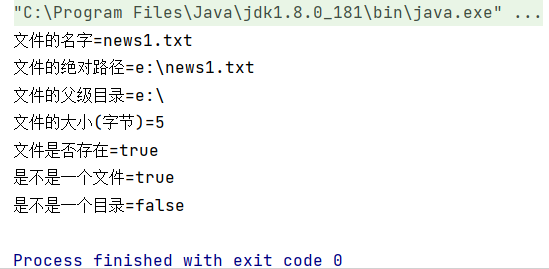 "C:\Program Files\Java\jdk1.8.0_181\bin\java.exe" ...
文件的名字=news1.txt
文件的绝对路径=e:\news1.txt
文件的父级目录=e:\
文件的大小(字节)=5
文件是否存在=true
是不是一个文件=true
是不是一个目录=false
Process finished with exit code 0